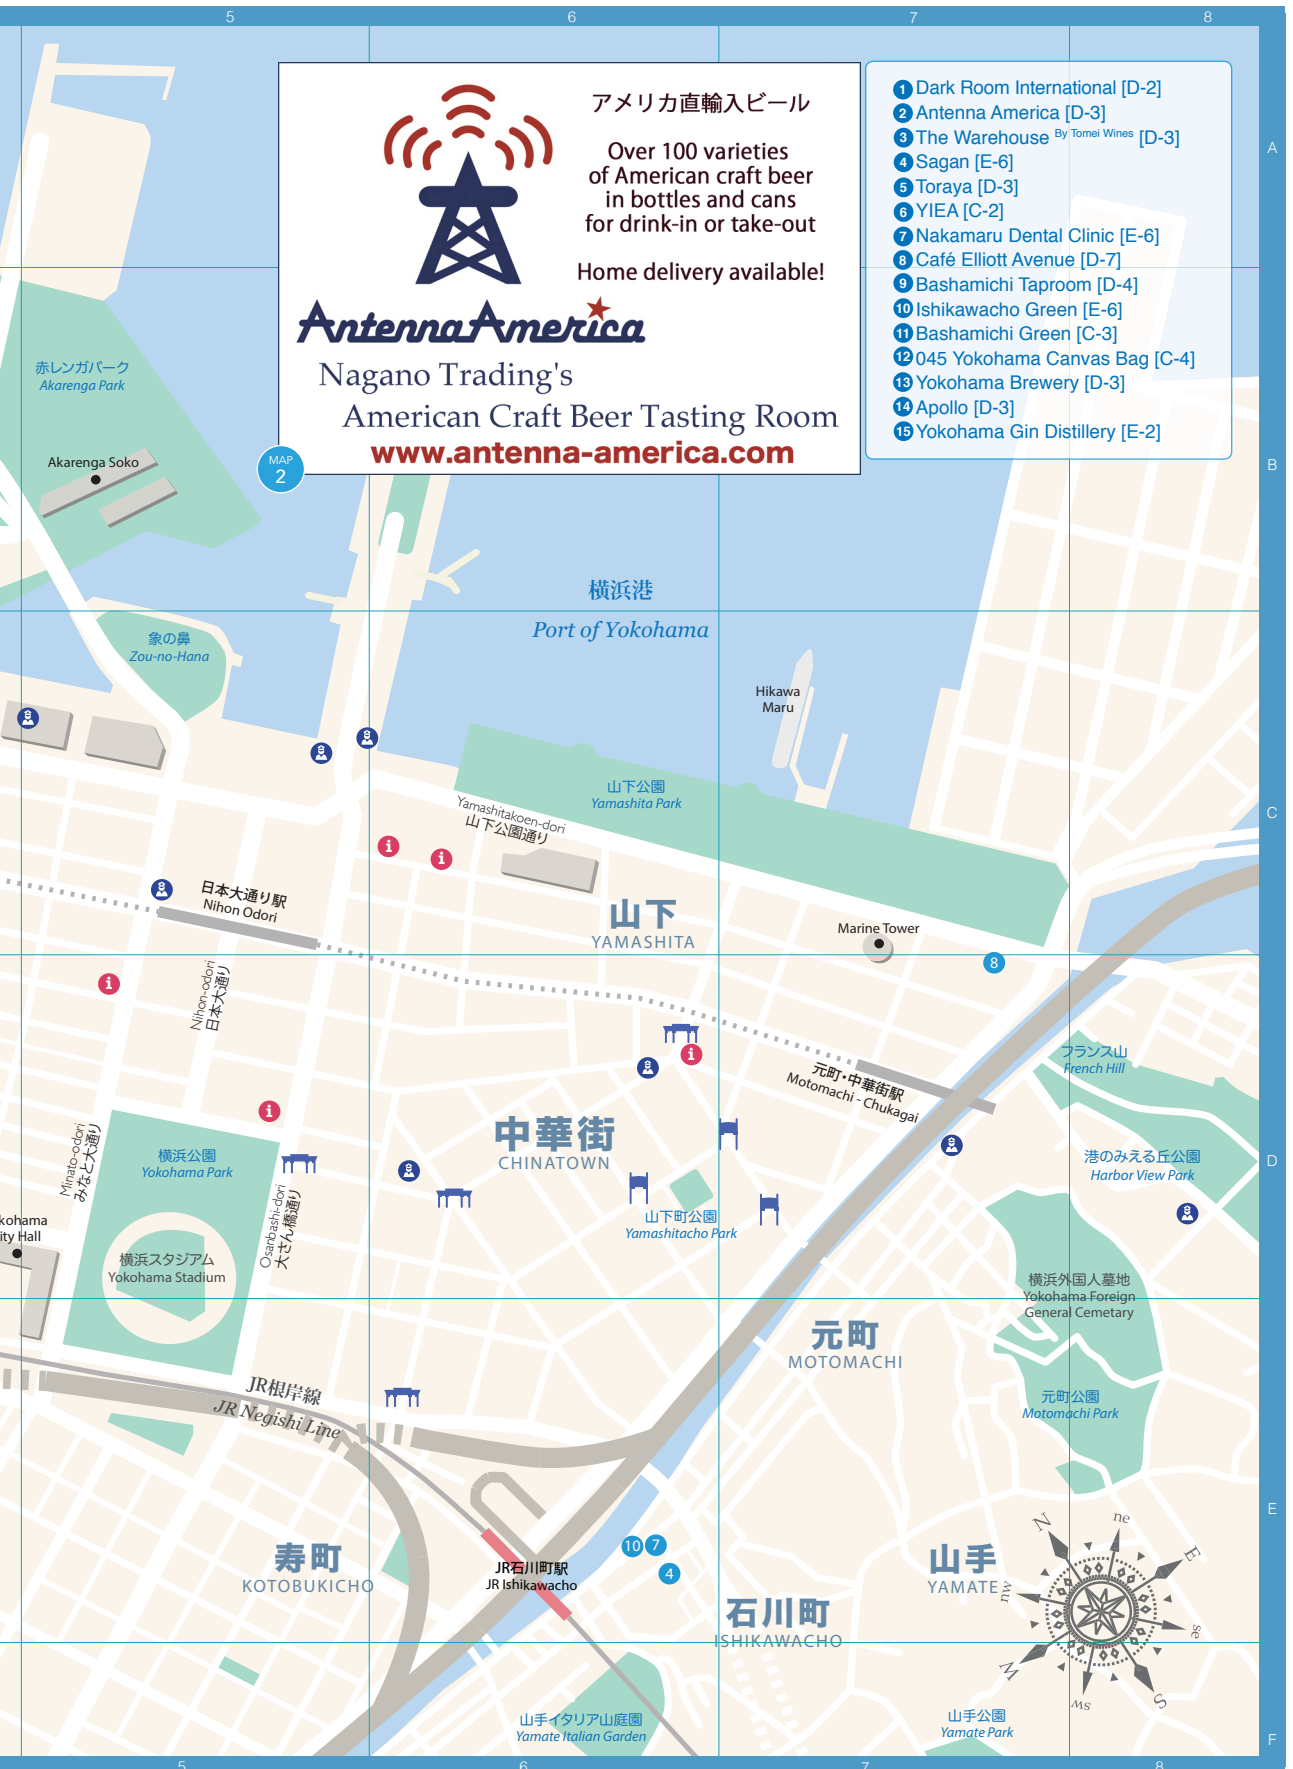 5 6 7 8
アメリカ直輸入ビール
Over 100 varieties
of American craft beer
in bottles and cans
for drink-in or take-out
Home delivery available!
Antenna America
Nagano Trading's
American Craft Beer Tasting Room
www.antenna-america.com
MAP
2
1 Dark Room International [D-2]
2 Antenna America [D-3]
3 The Warehouse By Tomei Wines [D-3]
4 Sagan [E-6]
5 Toraya [D-3]
6 YIEA [C-2]
7 Nakamaru Dental Clinic [E-6]
8 Café Elliott Avenue [D-7]
9 Bashamichi Taproom [D-4]
10 Ishikawacho Green [E-6]
11 Bashamichi Green [C-3]
12 045 Yokohama Canvas Bag [C-4]
13 Yokohama Brewery [D-3]
14 Apollo [D-3]
15 Yokohama Gin Distillery [E-2]
A
赤レンガパーク
Akarenga Park
Akarenga Soko
B
横浜港
Port of Yokohama
象の鼻
Zou-no-Hana
Hikawa
Maru
山下公園
Yamashita Park
Yamashitakoen-dori
山下公園通り
C
日本大通り駅
Nihon Odori
山下
YAMASHITA
Marine Tower
8
Nihon-odori
日本大通り
フランス山
French Hill
元町・中華街駅
Motomachi - Chukagai
中華街
CHINATOWN
Minato-odori
みなと大通り
横浜公園
Yokohama Park
港のみえる丘公園
Harbor View Park
D
Osanbashi-dori
大さん橋通り
山下町公園
Yamashitacho Park
kohama
ity Hall
横浜スタジアム
Yokohama Stadium
横浜外国人墓地
Yokohama Foreign
General Cemetary
元町
MOTOMACHI
JR根岸線
JR Negishi Line
元町公園
Motomachi Park
E
寿町
KOTOBUKICHO
JR石川町駅
JR Ishikawacho
10 7
4
山手
YAMATE
石川町
ISHIKAWACHO
N
ne
E
se
S
sw
W
nw
山手イタリア山庭園
Yamate Italian Garden
山手公園
Yamate Park
F
5 6 7 8